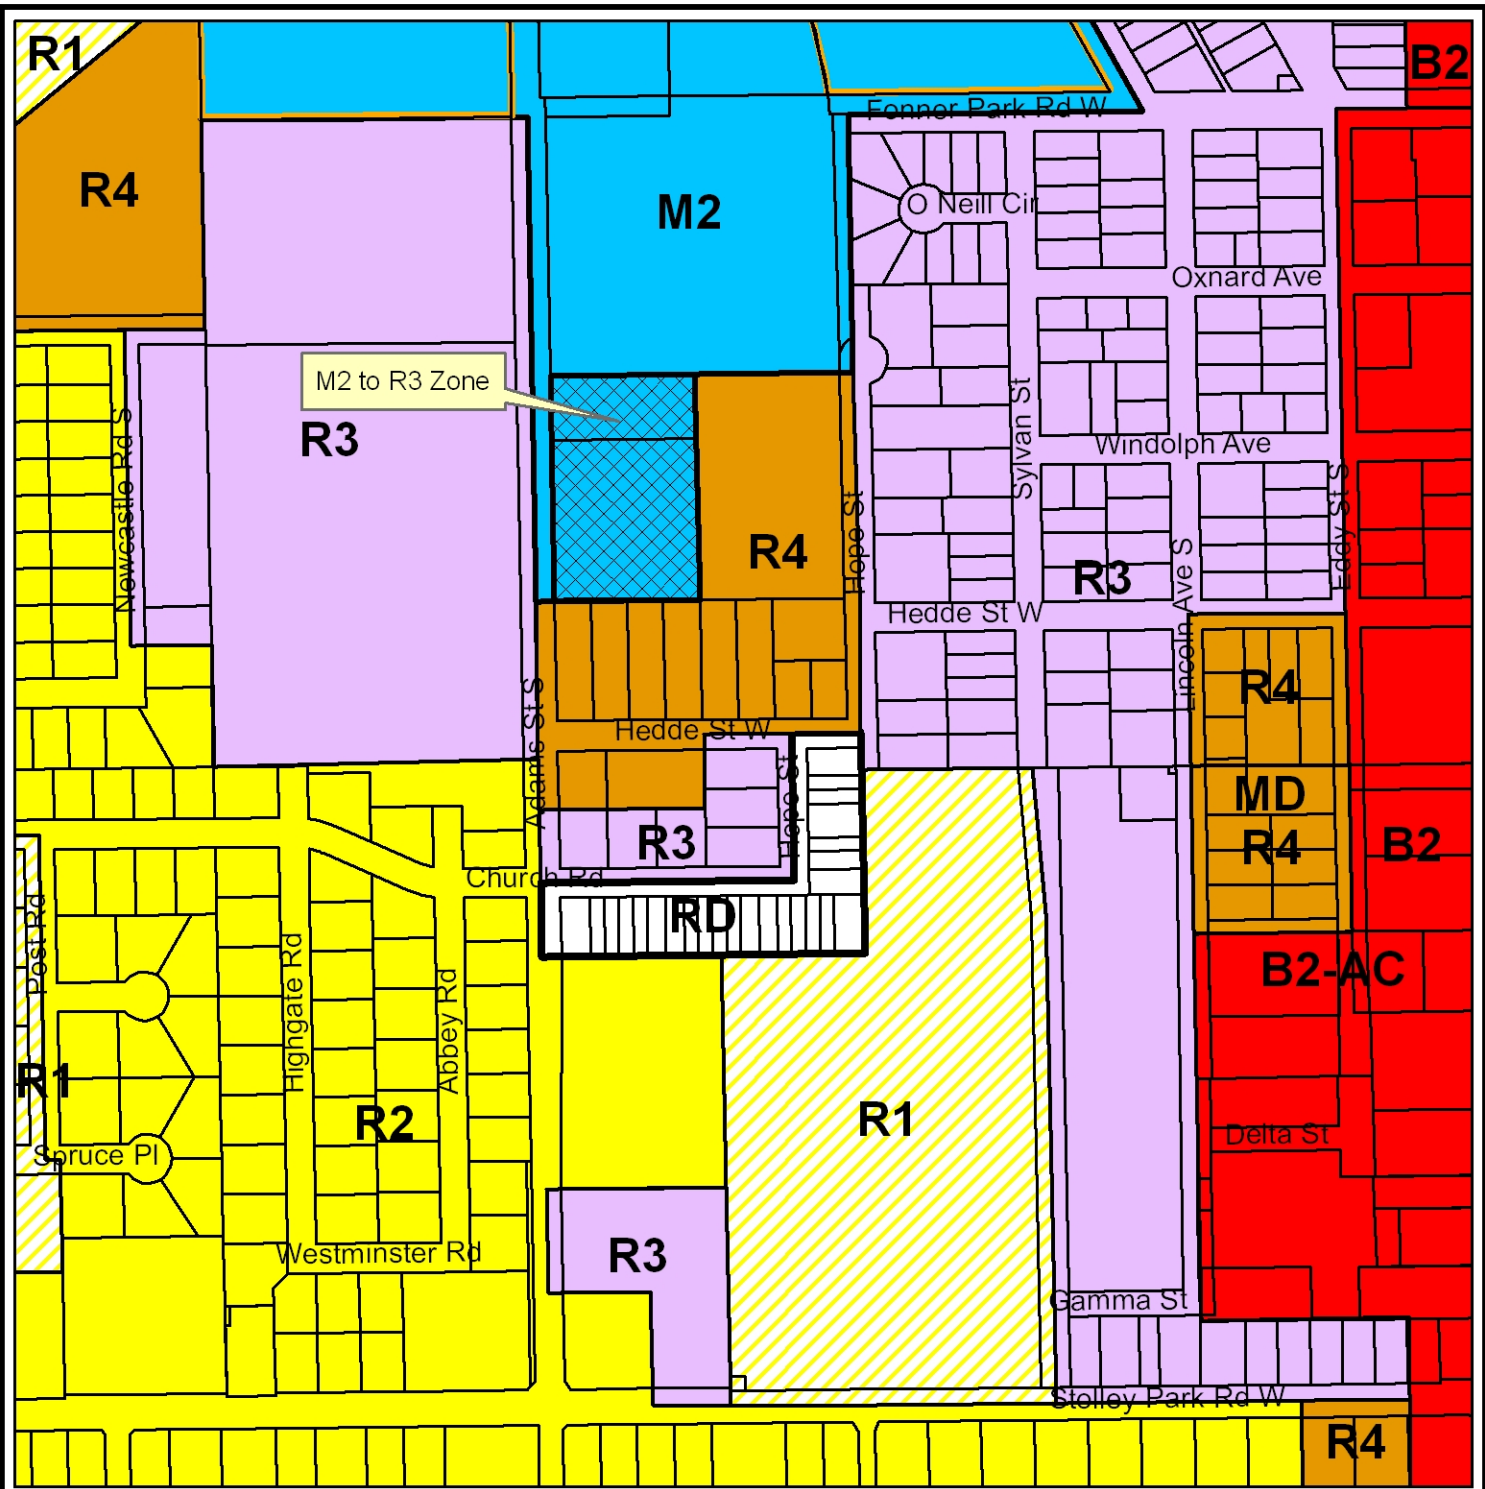 R1
B2
Fonner Park Rd W
R4
M2
O Neill Cir
Oxnard Ave
M2 to R3 Zone
R3
Newcastle Rd S
Sylvan St
Windolph Ave
Hope St
Eddy St S
R4
R3
Lincoln Ave S
Hedde St W
R4
Adams St S
Hedde St W
Hope St
MD
R4
B2
R3
Church Rd
RD
Post Rd
Highgate Rd
Abbey Rd
B2-AC
R1
R2
R1
Delta St
Spruce Pl
Westminster Rd
R3
Gamma St
Stolley Park Rd W
R4